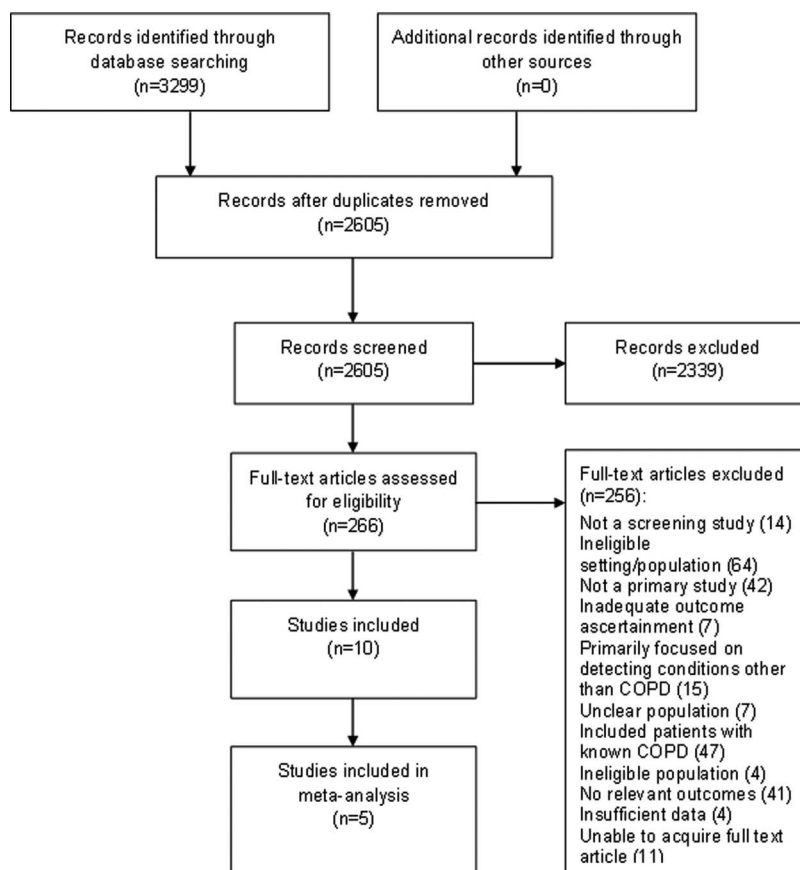 Records identified through
database searching
(n=3299)
Additional records identified through
other sources
(n=0)
Records after duplicates removed
(n=2605)
Records screened
(n=2605)
Records excluded
(n=2339)
Full-text articles assessed
for eligibility
(n=266)
Full-text articles excluded
(n=256):
Not a screening study (14)
Ineligible
setting/population (64)
Not a primary study (42)
Inadequate outcome
ascertainment (7)
Primarily focused on
detecting conditions other
than COPD (15)
Unclear population (7)
Included patients with
known COPD (47)
Ineligible population (4)
No relevant outcomes (41)
Insufficient data (4)
Unable to acquire full text
article (11)
Studies included
(n=10)
Studies included in
meta-analysis
(n=5)